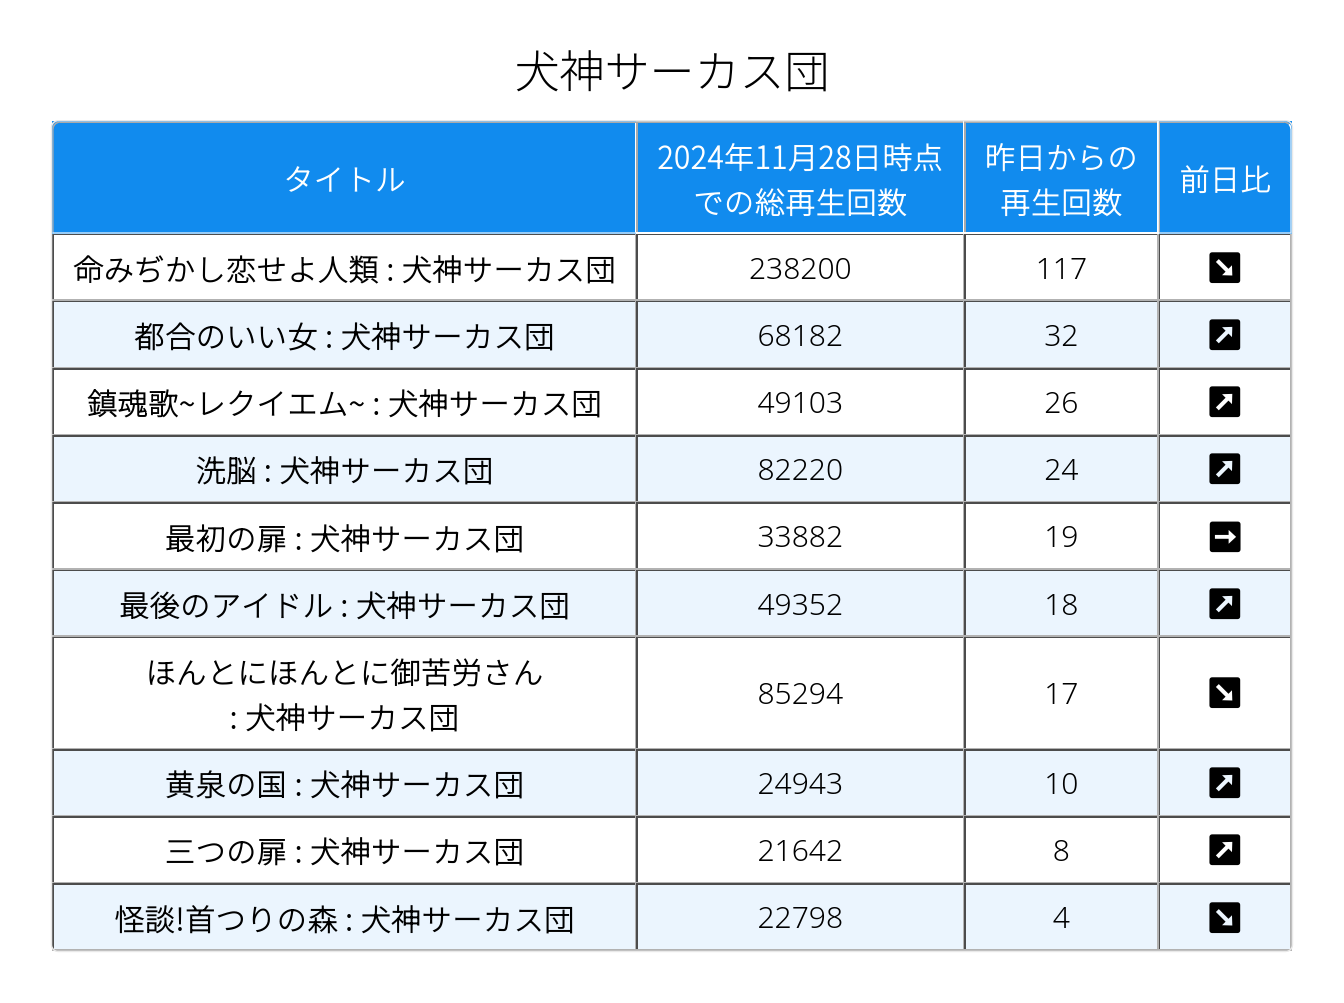 犬神サーカス団
タイトル
2024年11月28日時点
での総再生回数
昨日からの
再生回数
前日比
命みぢかし恋せよ人類 : 犬神サーカス団 238200 117 ↘
都合のいい女 : 犬神サーカス団 68182 32 ↗
鎮魂歌~レクイエム~ : 犬神サーカス団 49103 26 ↗
洗脳 : 犬神サーカス団 82220 24 ↗
最初の扉 : 犬神サーカス団 33882 19 →
最後のアイドル : 犬神サーカス団 49352 18 ↗
ほんとにほんとに御苦労さん
: 犬神サーカス団 85294 17 ↘
黄泉の国 : 犬神サーカス団 24943 10 ↗
三つの扉 : 犬神サーカス団 21642 8 ↗
怪談!首つりの森 : 犬神サーカス団 22798 4 ↘